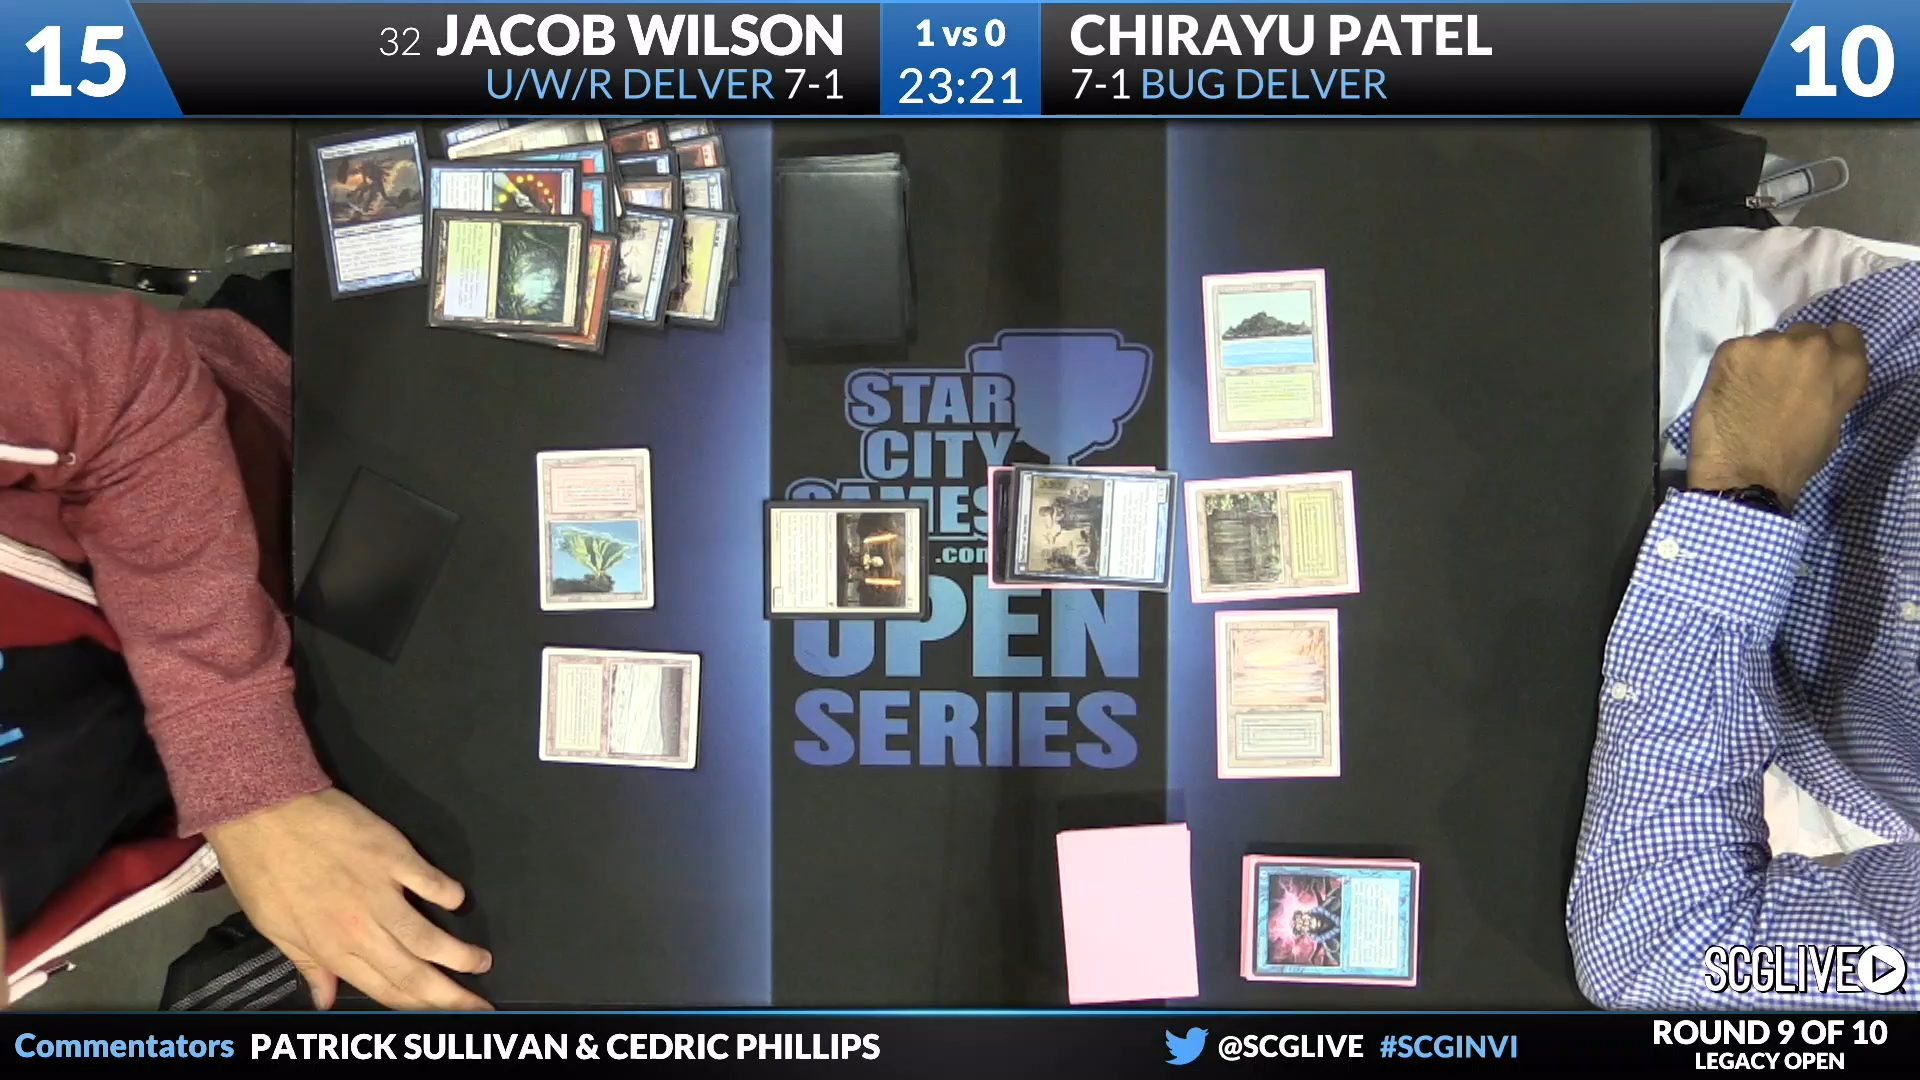 15
32 JACOB WILSON
U/W/R DELVER 7-1
1 vs 0
23:21
CHIRAYU PATEL
7-1 BUG DELVER
10
STAR
CITY
GAMES
.com
OPEN
SERIES
SCGLIVE
Commentators PATRICK SULLIVAN & CEDRIC PHILLIPS
@SCGLIVE #SCGINVI
ROUND 9 OF 10
LEGACY OPEN